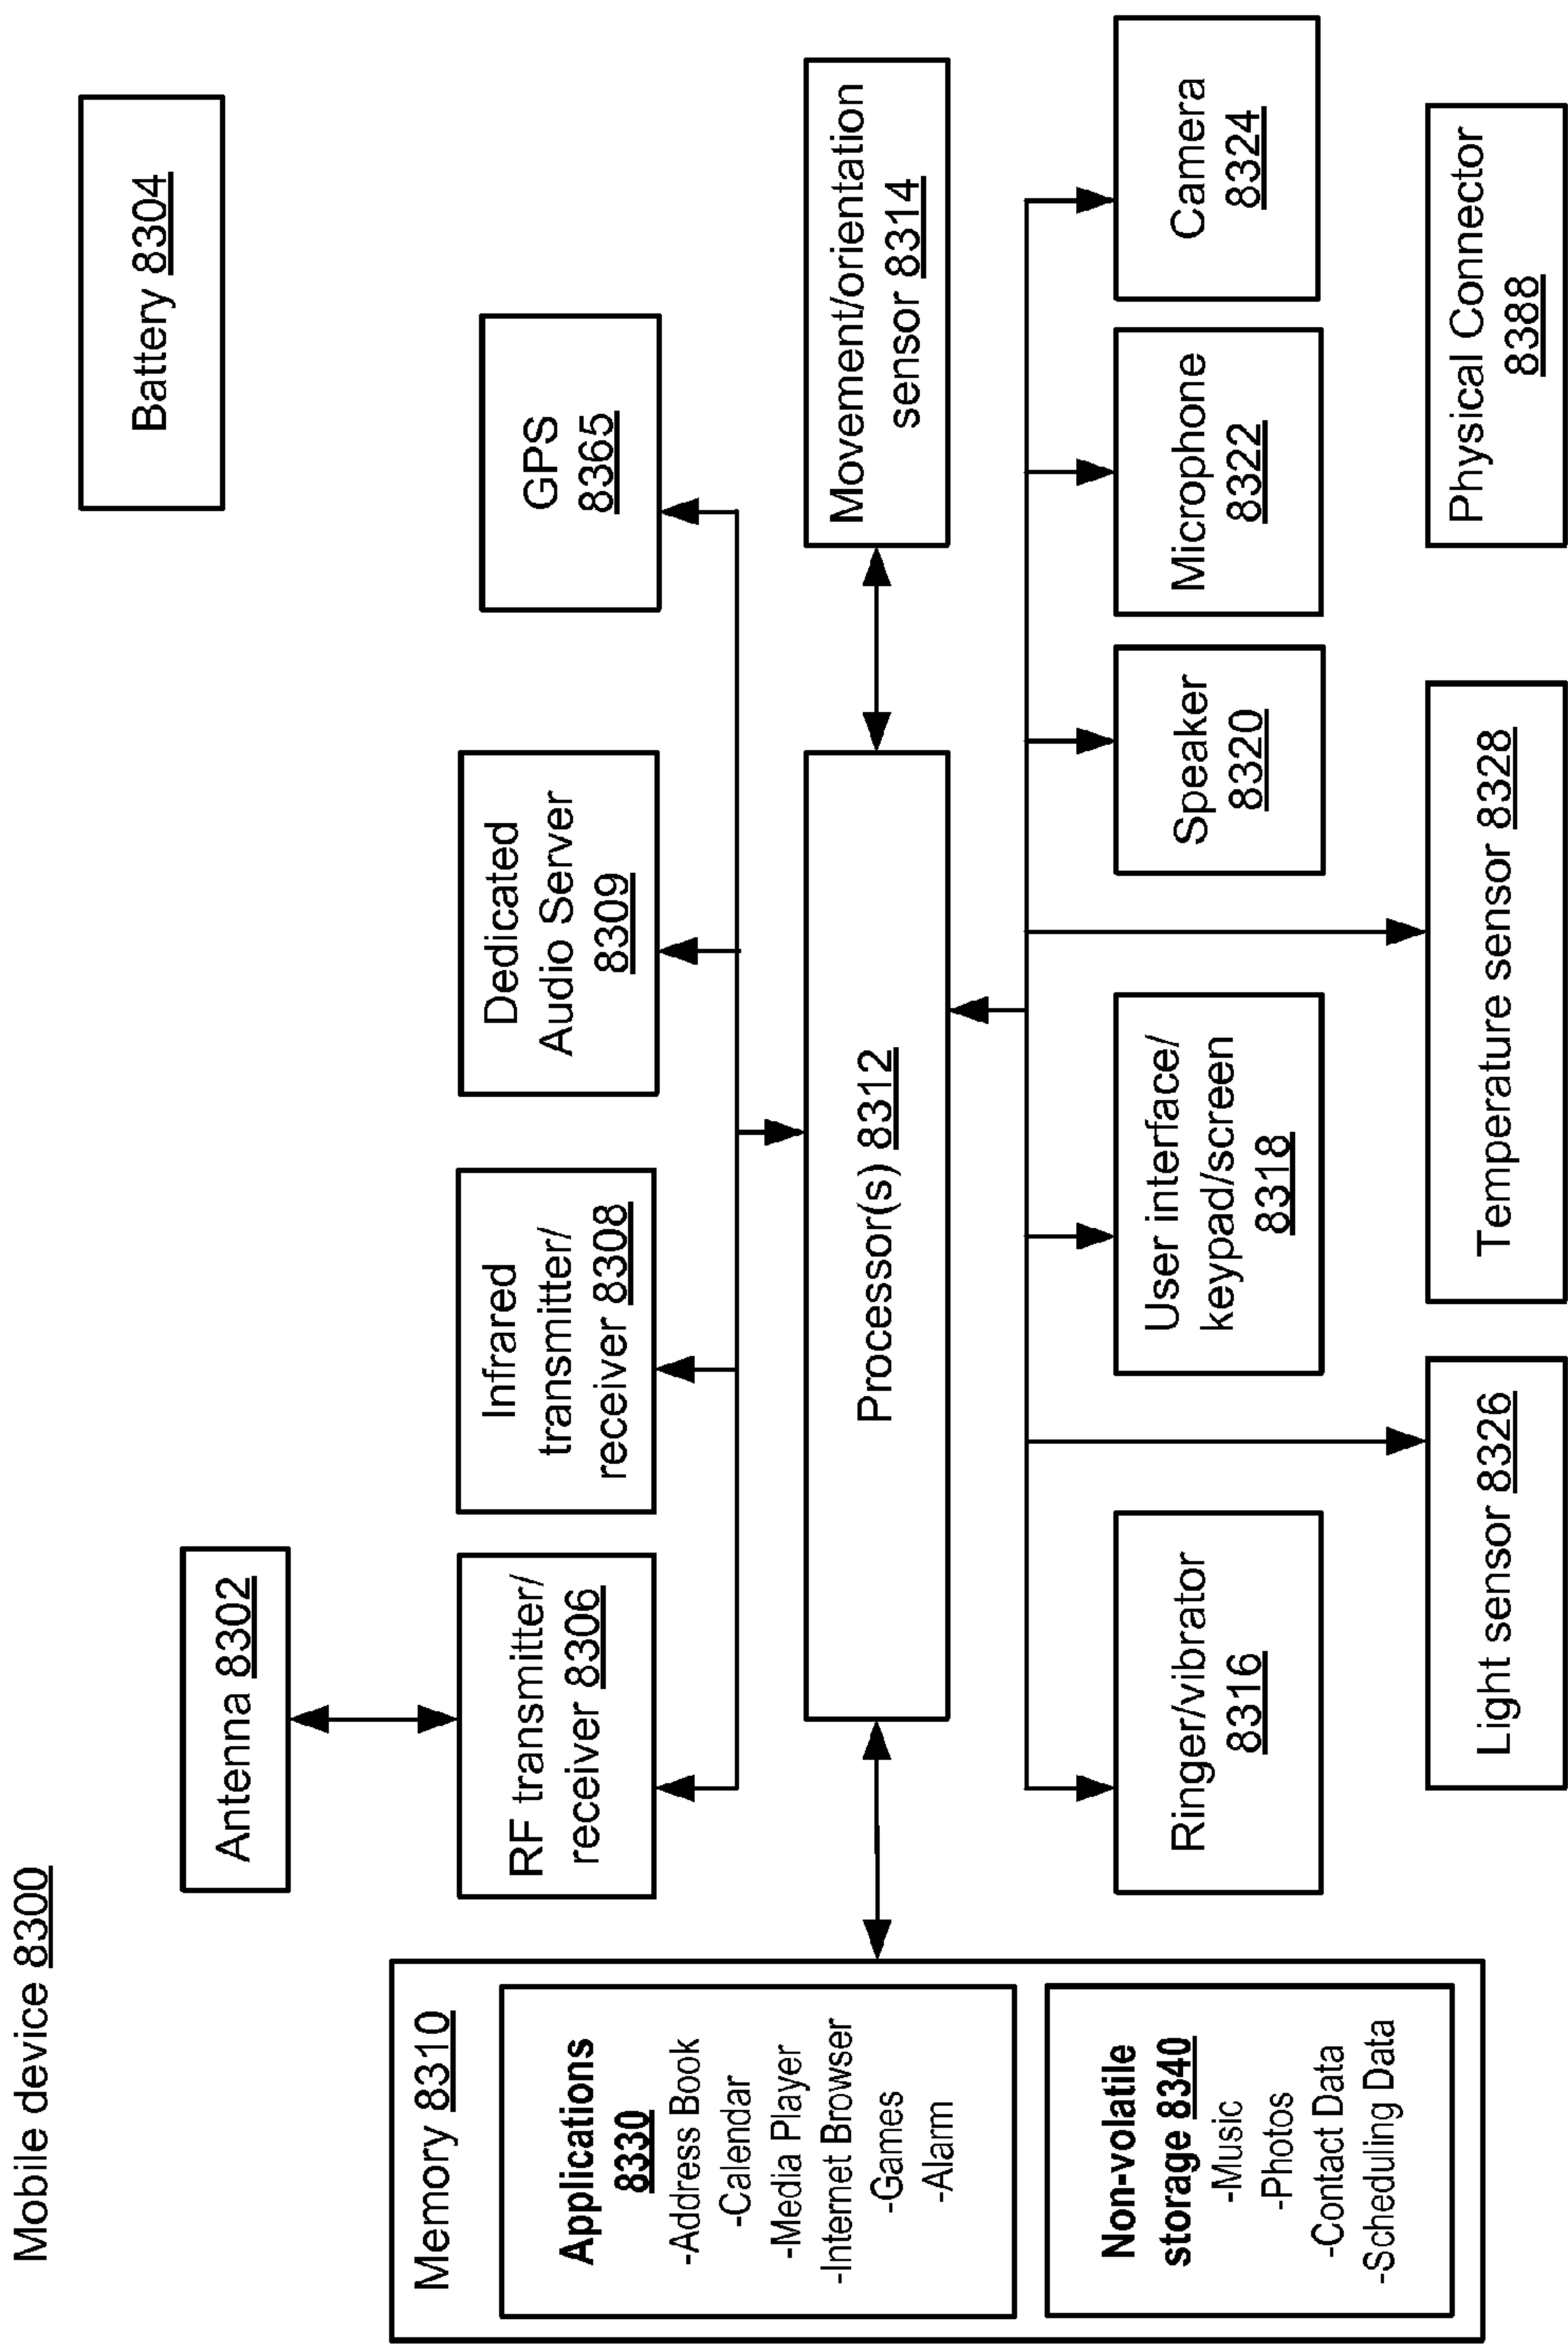 Mobile device 8300
Battery 8304
Antenna 8302
RF transmitter/
receiver 8306
Infrared
transmitter/
receiver 8308
Dedicated
Audio Server
8309
GPS
8365
Memory 8310
Applications
8330
-Address Book
-Calendar
-Media Player
-Internet Browser
-Games
-Alarm
Non-volatile
storage 8340
-Music
-Photos
-Contact Data
-Scheduling Data
Processor(s) 8312
Movement/orientation
sensor 8314
Ringer/vibrator
8316
User interface/
keypad/screen
8318
Speaker
8320
Microphone
8322
Camera
8324
Light sensor 8326
Temperature sensor 8328
Physical Connector
8388